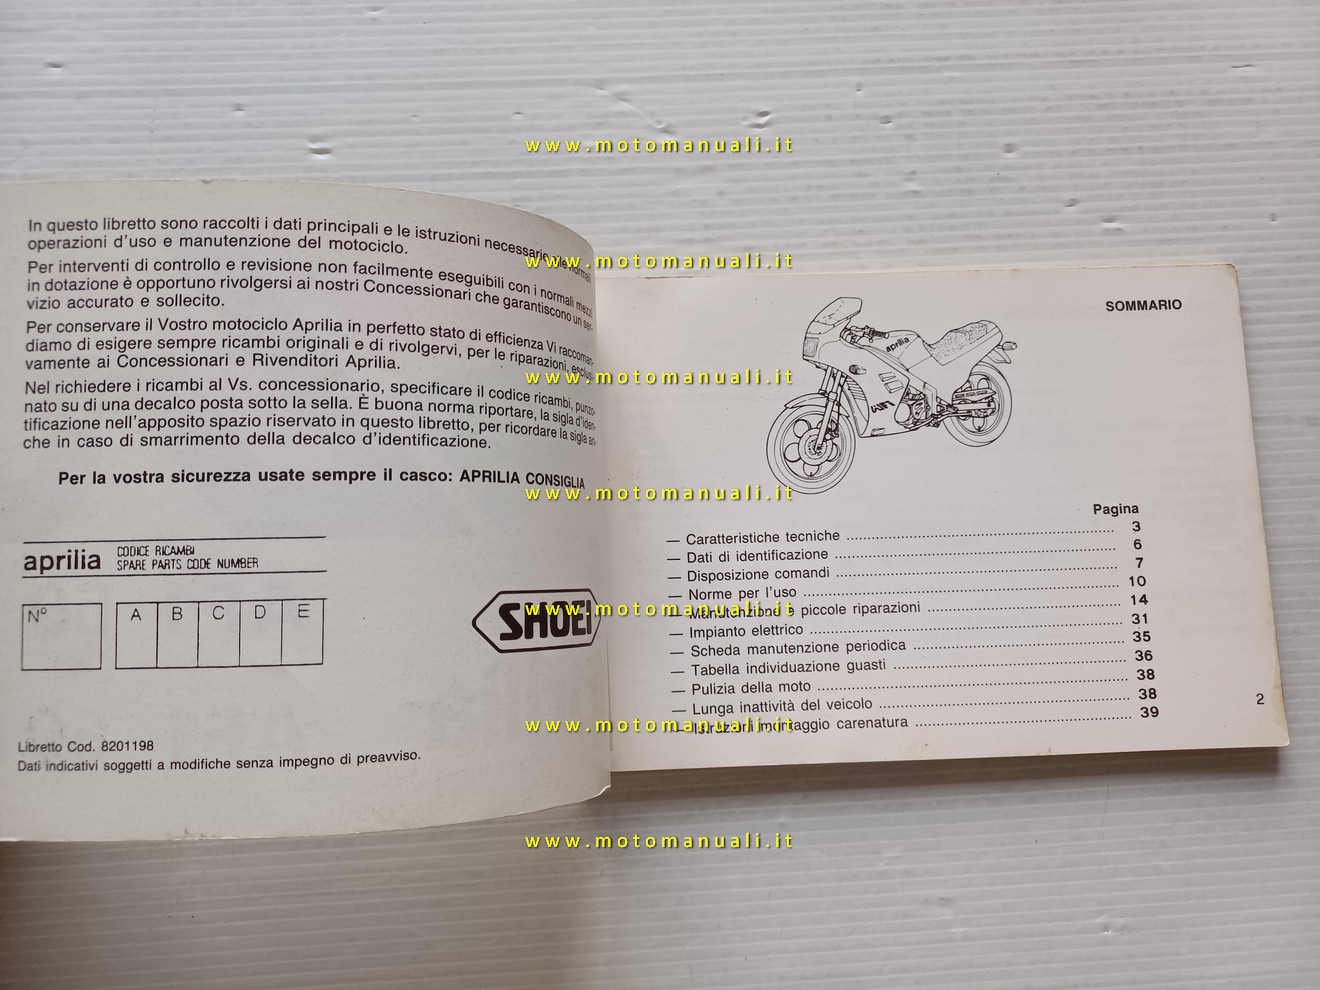 In questo libretto sono raccolti i dati principali e le istruzioni necessarie alle normali
operazioni d'uso e manutenzione del motociclo.
Per interventi di controllo e revisione non facilmente eseguibili con i normali mezzi
in dotazione è opportuno rivolgersi ai nostri Concessionari che garantiscono un ser-
vizio accurato e sollecito.
Per conservare il Vostro motociclo Aprilia in perfetto stato di efficienza Vi raccoman-
diamo di esigere sempre ricambi originali e di rivolgervi, per le riparazioni, esclusi-
vamente ai Concessionari e Rivenditori Aprilia.
Nel richiedere i ricambi al Vs. concessionario, specificare il codice ricambi, punzo-
nato su di una decalco posta sotto la sella. È buona norma riportare, la sigla d'iden-
tificazione nell'apposito spazio riservato in questo libretto, per ricordare la sigla an-
che in caso di smarrimento della decalco d'identificazione.
Per la vostra sicurezza usate sempre il casco: APRILIA CONSIGLIA
aprilia
CODICE RICAMBI
SPARE PARTS CODE NUMBER
N° A B C D E
SHOEI
Libretto Cod. 8201198
Dati indicativi soggetti a modifiche senza impegno di preavviso.
SOMMARIO
aprilia
Pagina
— Caratteristiche tecniche 3
— Dati di identificazione 6
— Disposizione comandi 7
— Norme per l'uso 10
— Manutenzione e piccole riparazioni 14
— Impianto elettrico 31
— Scheda manutenzione periodica 35
— Tabella individuazione guasti 36
— Pulizia della moto 38
— Lunga inattività del veicolo 38
— Istruzioni montaggio carenatura 39
2
www.motomanuali.it
www.motomanuali.it
www.motomanuali.it
www.motomanuali.it
www.motomanuali.it
www.motomanuali.it
www.motomanuali.it